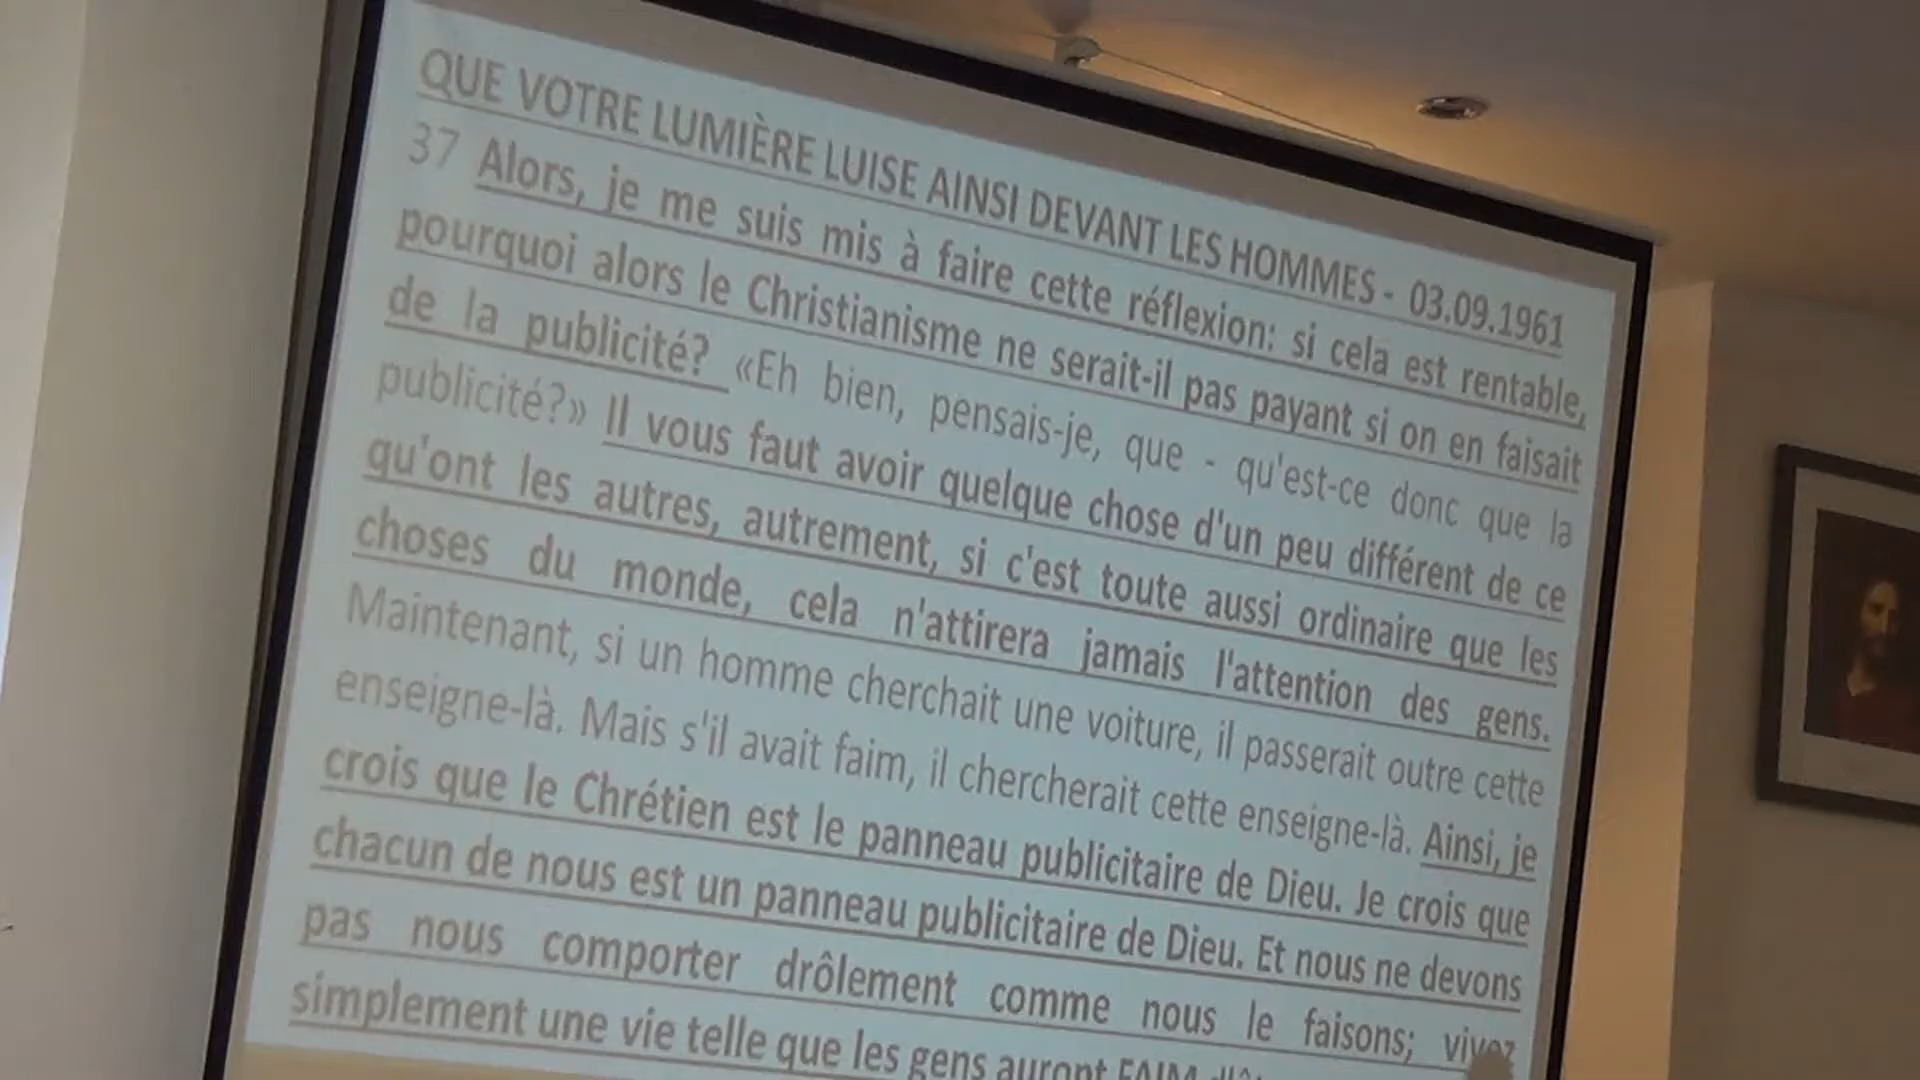 QUE VOTRE LUMIÈRE LUISE AINSI DEVANT LES HOMMES - 03.09.1961
37 Alors, je me suis mis à faire cette réflexion: si cela est rentable,
pourquoi alors le Christianisme ne serait-il pas payant si on en faisait
de la publicité? «Eh bien, pensais-je, que - qu'est-ce donc que la
publicité?» Il vous faut avoir quelque chose d'un peu différent de ce
qu'ont les autres, autrement, si c'est toute aussi ordinaire que les
choses du monde, cela n'attirera jamais l'attention des gens.
Maintenant, si un homme cherchait une voiture, il passerait outre cette
enseigne-là. Mais s'il avait faim, il chercherait cette enseigne-là. Ainsi, je
crois que le Chrétien est le panneau publicitaire de Dieu. Je crois que
chacun de nous est un panneau publicitaire de Dieu. Et nous ne devons
pas nous comporter drôlement comme nous le faisons; vivez
simplement une vie telle que les gens auront FAIM